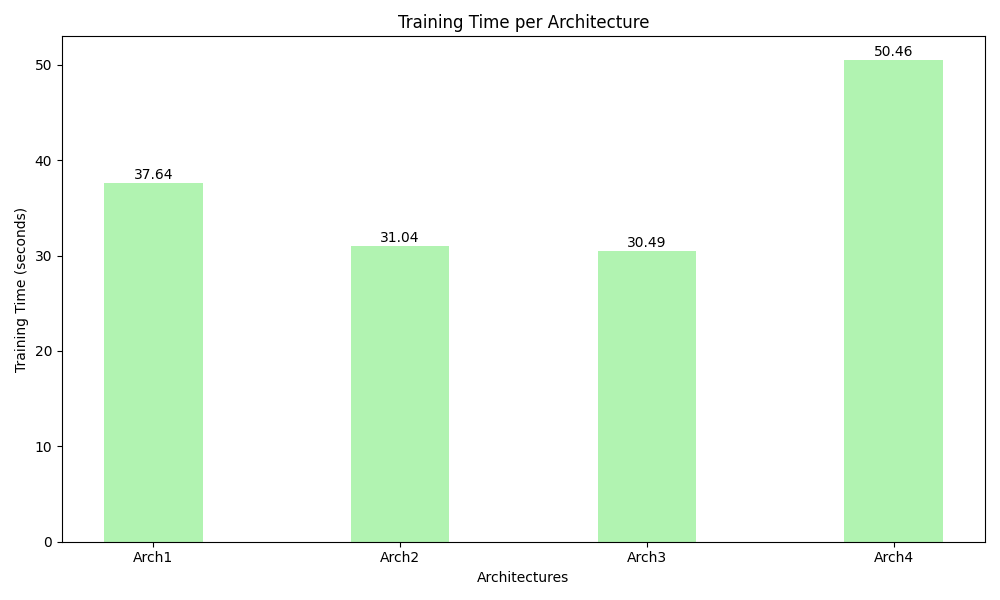 Training Time per Architecture
Training Time (seconds)
50
40
30
20
10
0
37.64
31.04
30.49
50.46
Arch1
Arch2
Arch3
Arch4
Architectures